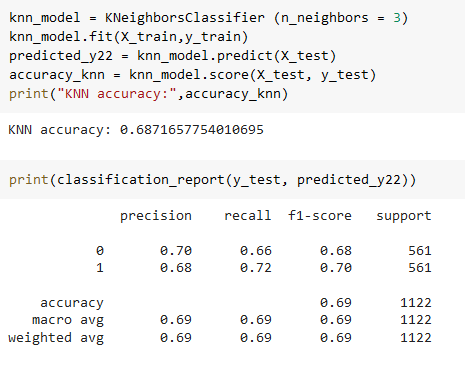 knn_model = KNeighborsClassifier (n_neighbors = 3)
knn_model.fit(X_train,y_train)
predicted_y22 = knn_model.predict(X_test)
accuracy_knn = knn_model.score(X_test, y_test)
print("KNN accuracy:",accuracy_knn)
KNN accuracy: 0.6871657754010695
print(classification_report(y_test, predicted_y22))
precision recall f1-score support
0 0.70 0.66 0.68 561
1 0.68 0.72 0.70 561
accuracy 0.69 1122
macro avg 0.69 0.69 0.69 1122
weighted avg 0.69 0.69 0.69 1122